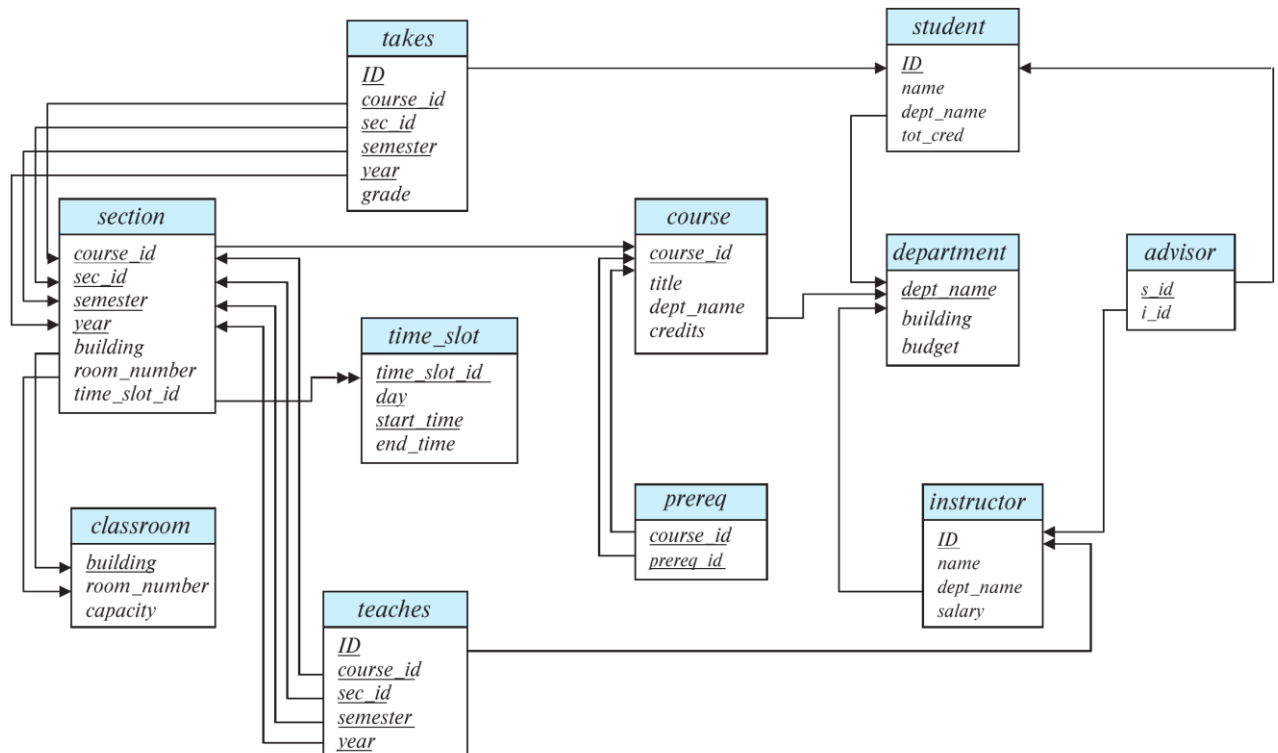 takes
ID
course_id
sec_id
semester
year
grade
student
ID
name
dept_name
tot_cred
section
course_id
sec_id
semester
year
building
room_number
time_slot_id
course
course_id
title
dept_name
credits
department
dept_name
building
budget
advisor
s_id
i_id
time_slot
time_slot_id
day
start_time
end_time
classroom
building
room_number
capacity
prereq
course_id
prereq_id
instructor
ID
name
dept_name
salary
teaches
ID
course_id
sec_id
semester
year